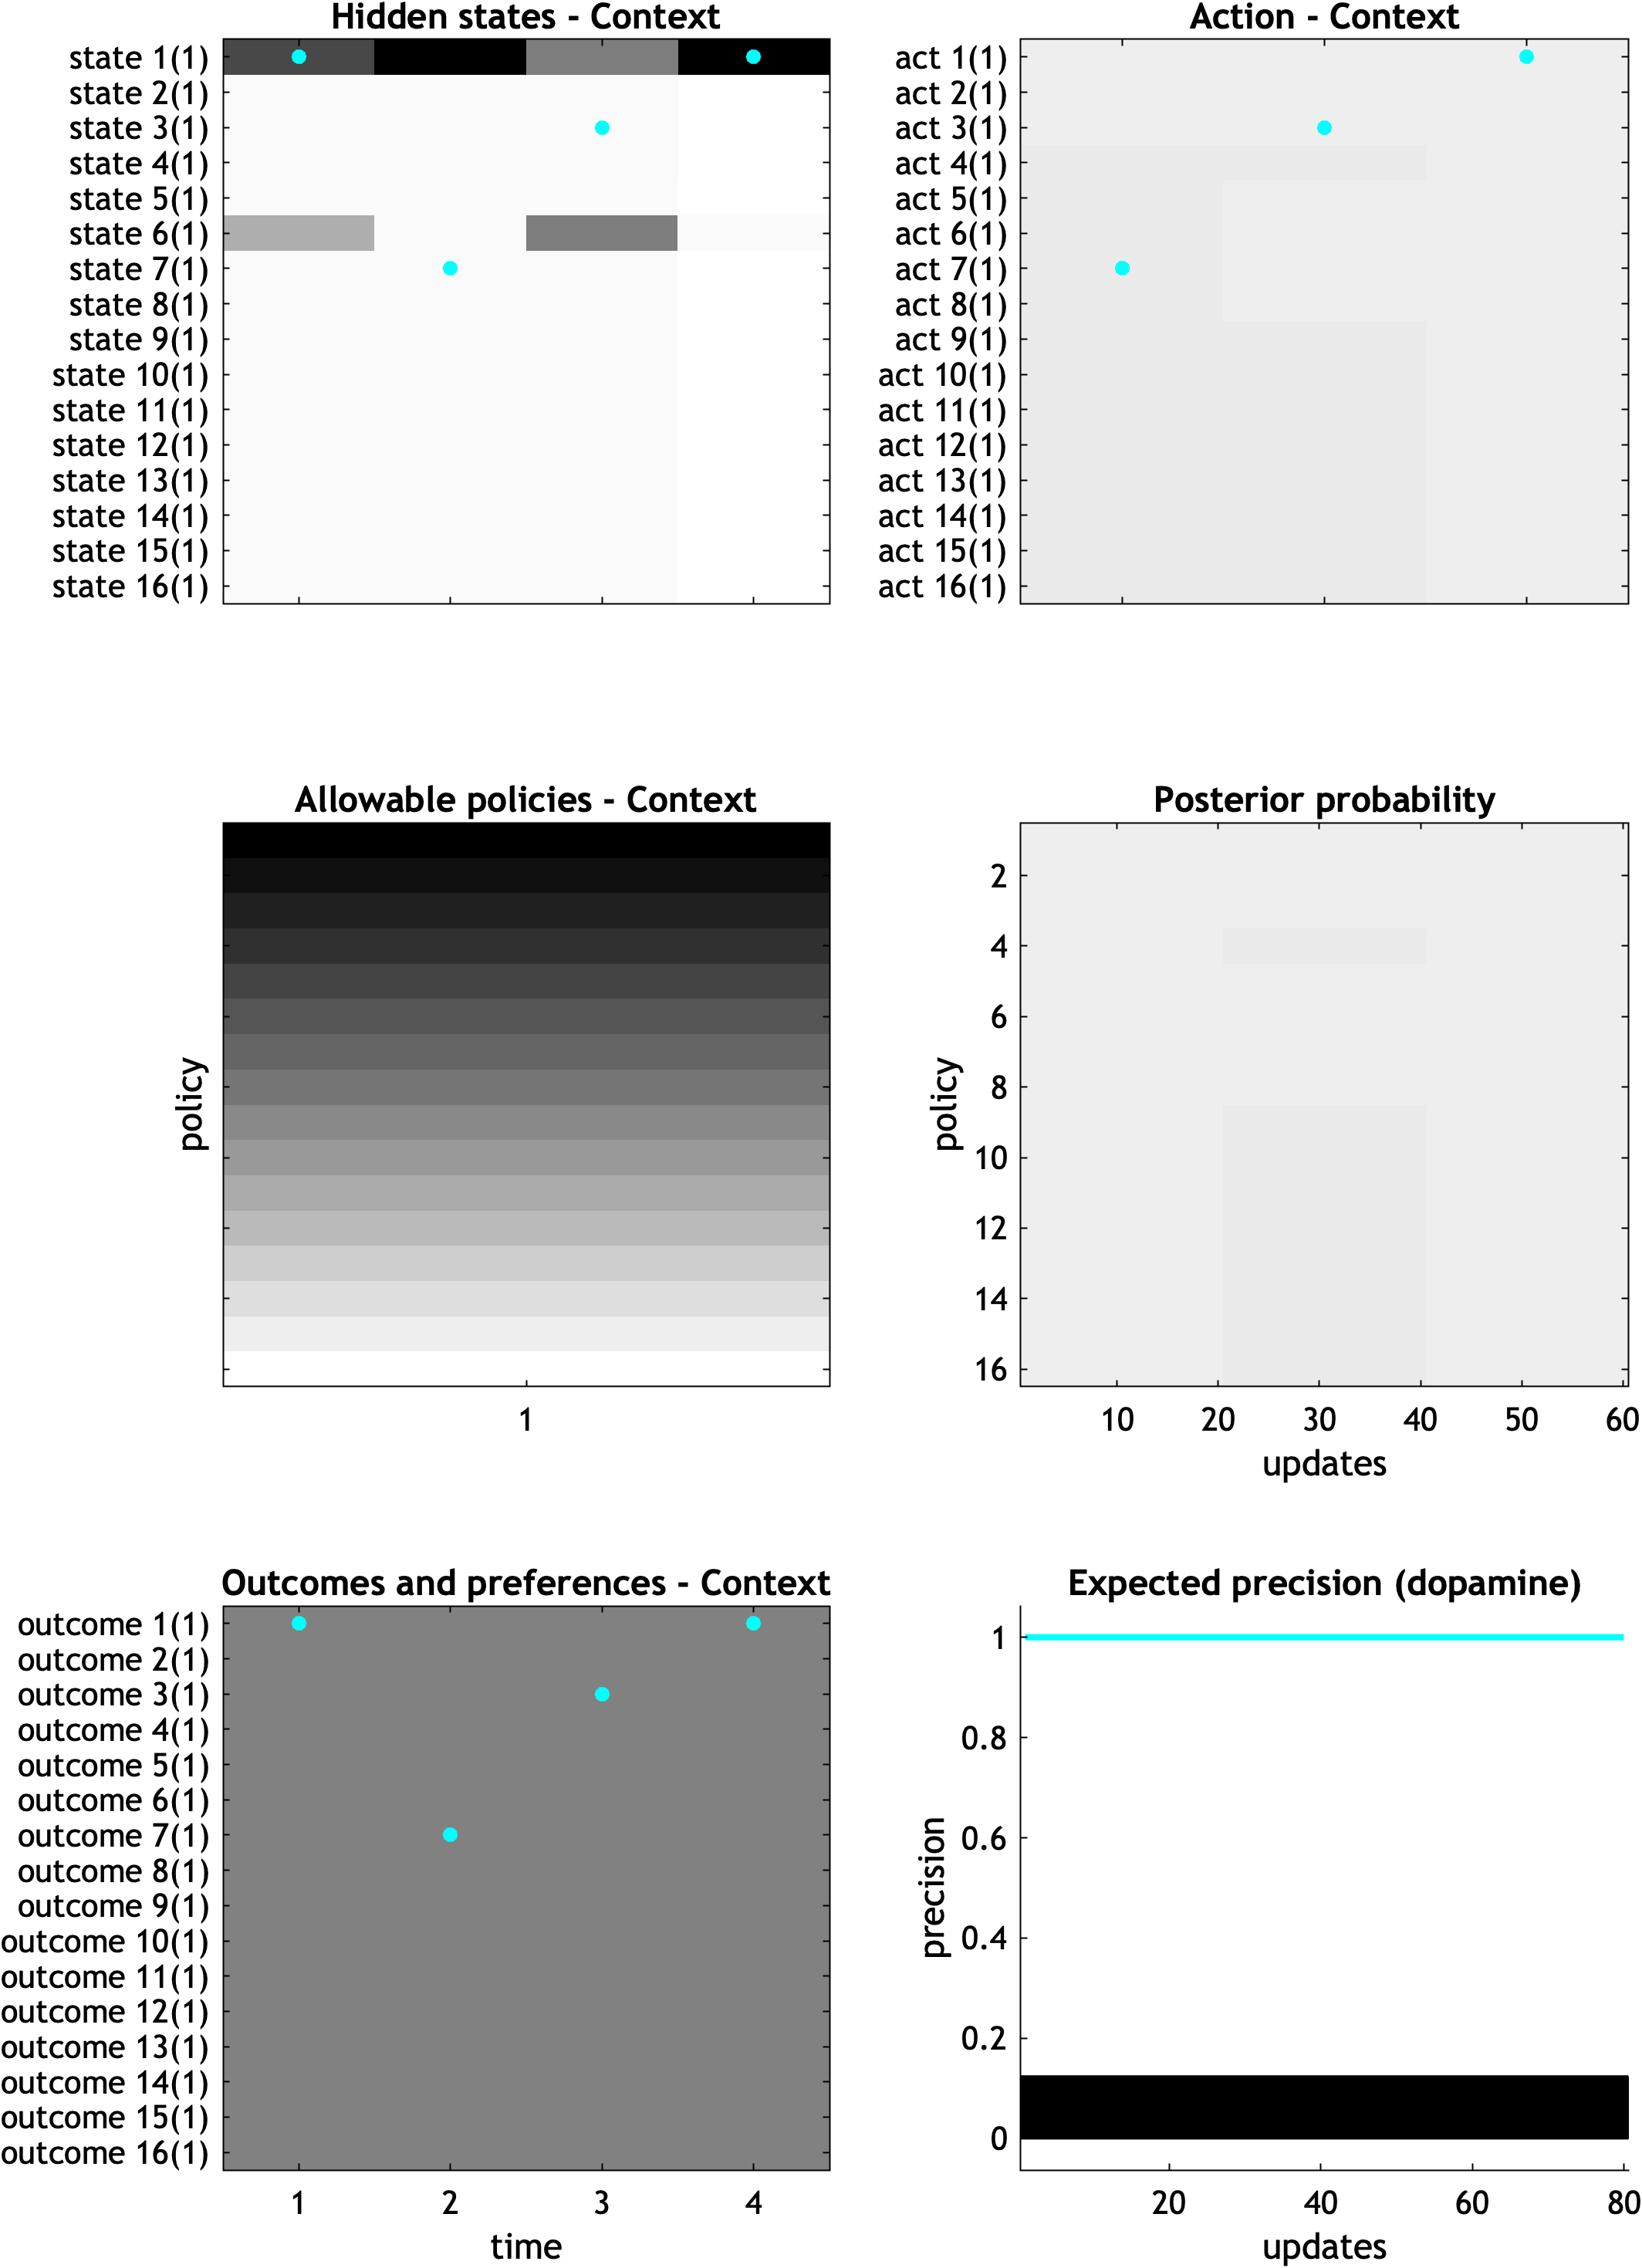 Hidden states - Context
state 1(1)
state 2(1)
state 3(1)
state 4(1)
state 5(1)
state 6(1)
state 7(1)
state 8(1)
state 9(1)
state 10(1)
state 11(1)
state 12(1)
state 13(1)
state 14(1)
state 15(1)
state 16(1)
Action - Context
act 1(1)
act 2(1)
act 3(1)
act 4(1)
act 5(1)
act 6(1)
act 7(1)
act 8(1)
act 9(1)
act 10(1)
act 11(1)
act 12(1)
act 13(1)
act 14(1)
act 15(1)
act 16(1)
Allowable policies - Context
policy
1
Posterior probability
policy
2
4
6
8
10
12
14
16
10 20 30 40 50 60
updates
Outcomes and preferences - Context
outcome 1(1)
outcome 2(1)
outcome 3(1)
outcome 4(1)
outcome 5(1)
outcome 6(1)
outcome 7(1)
outcome 8(1)
outcome 9(1)
outcome 10(1)
outcome 11(1)
outcome 12(1)
outcome 13(1)
outcome 14(1)
outcome 15(1)
outcome 16(1)
1 2 3 4
time
Expected precision (dopamine)
precision
1
0.8
0.6
0.4
0.2
0
20 40 60 80
updates